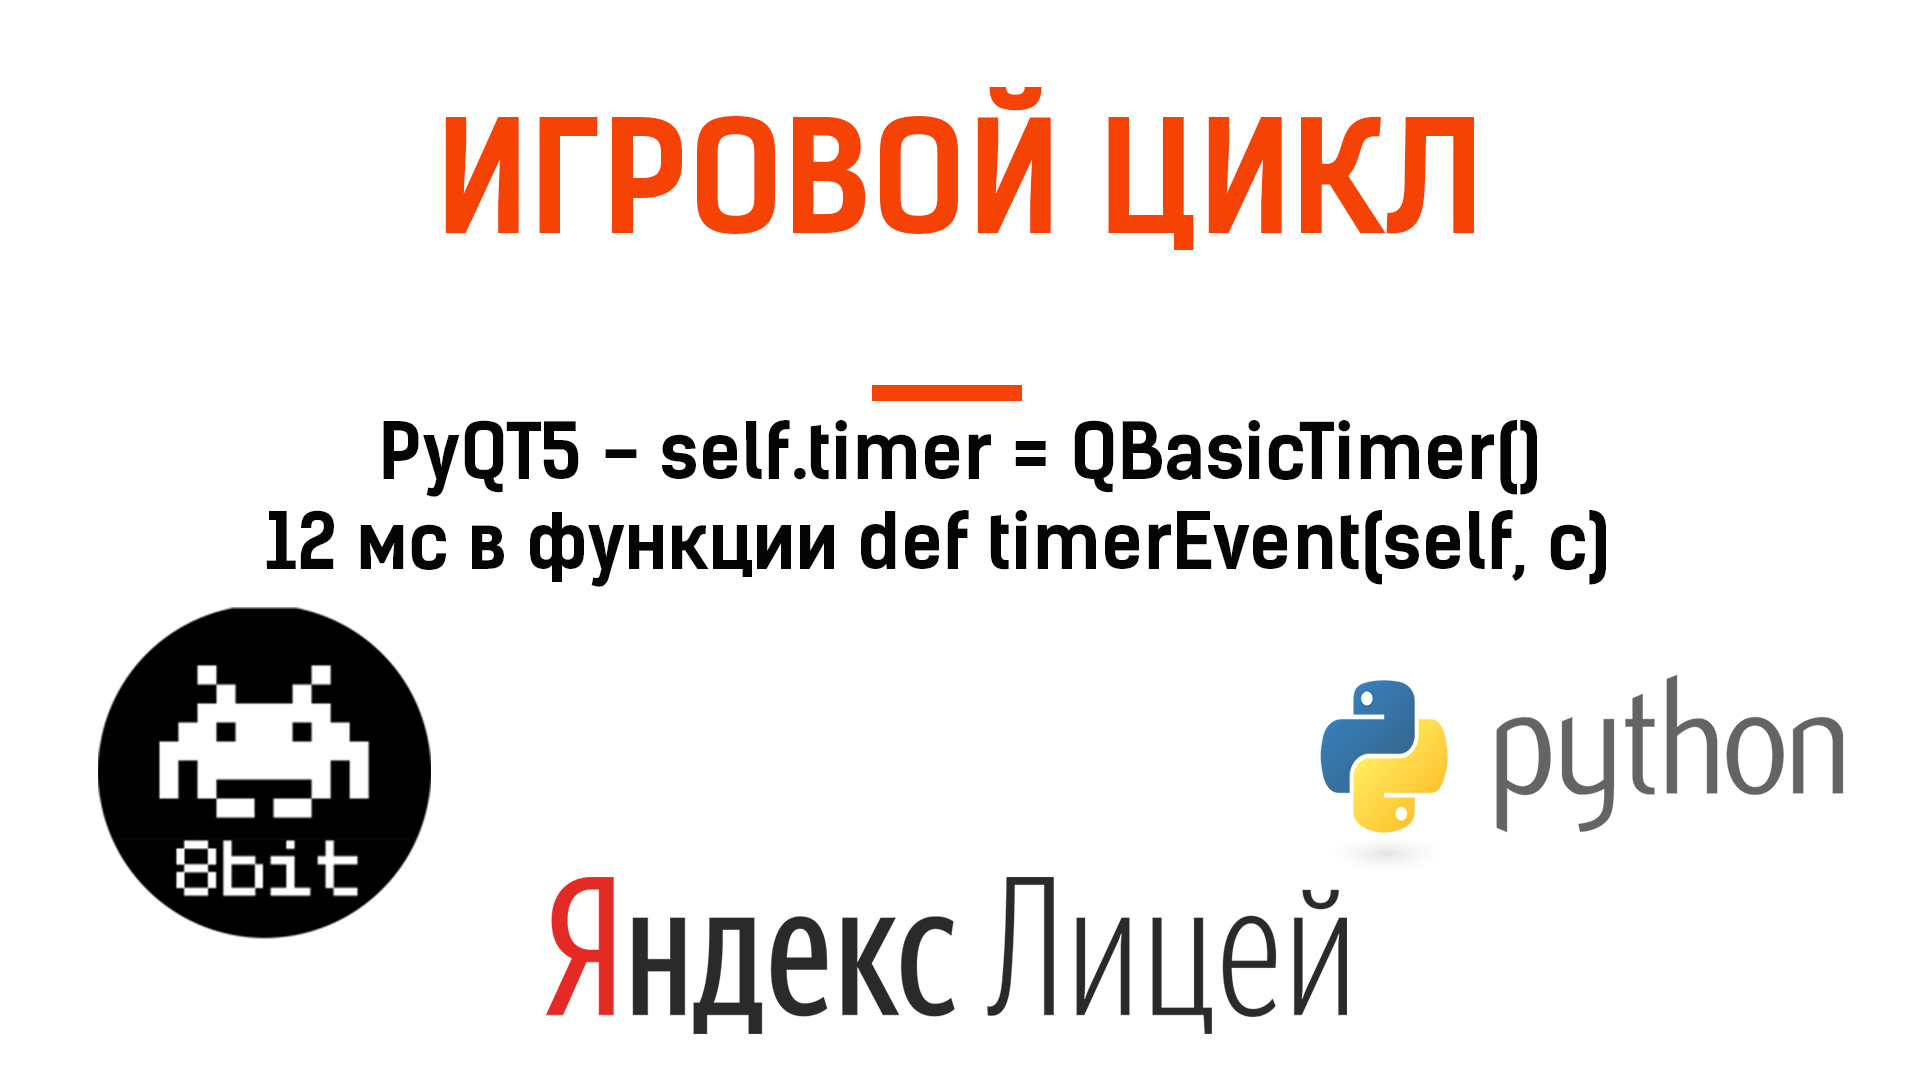 ИГРОВОЙ ЦИКЛ
PyQT5 – self.timer = QBasicTimer()
12 мс в функции def timerEvent(self, c)
8bit
python
Яндекс Лицей